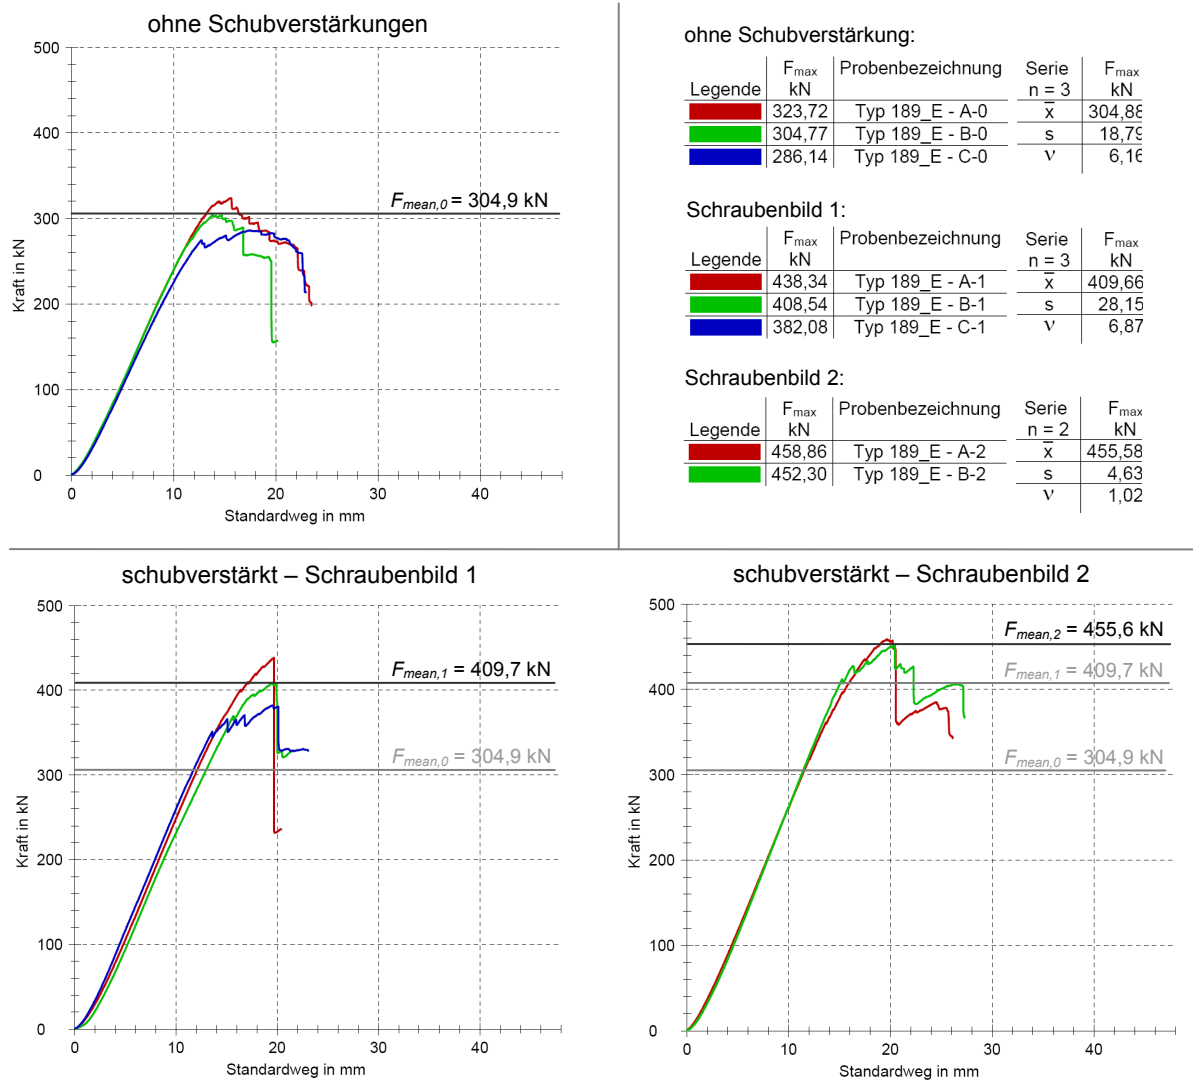 ohne Schubverstärkungen
500
400
300
200
100
0
0 10 20 30 40
Kraft in kN
Standardweg in mm
F_mean,0 = 304,9 kN
ohne Schubverstärkung:
Legende F_max kN Probenbezeichnung Serie n = 3 F_max kN
323,72 Typ 189_E - A-0 x̅ 304,88
304,77 Typ 189_E - B-0 s 18,79
286,14 Typ 189_E - C-0 ν 6,16
Schraubenbild 1:
Legende F_max kN Probenbezeichnung Serie n = 3 F_max kN
438,34 Typ 189_E - A-1 x̅ 409,66
408,54 Typ 189_E - B-1 s 28,15
382,08 Typ 189_E - C-1 ν 6,87
Schraubenbild 2:
Legende F_max kN Probenbezeichnung Serie n = 2 F_max kN
458,86 Typ 189_E - A-2 x̅ 455,58
452,30 Typ 189_E - B-2 s 4,63
ν 1,02
schubverstärkt – Schraubenbild 1
500
400
300
200
100
0
0 10 20 30 40
Kraft in kN
Standardweg in mm
F_mean,1 = 409,7 kN
F_mean,0 = 304,9 kN
schubverstärkt – Schraubenbild 2
500
400
300
200
100
0
0 10 20 30 40
Kraft in kN
Standardweg in mm
F_mean,2 = 455,6 kN
F_mean,1 = 409,7 kN
F_mean,0 = 304,9 kN